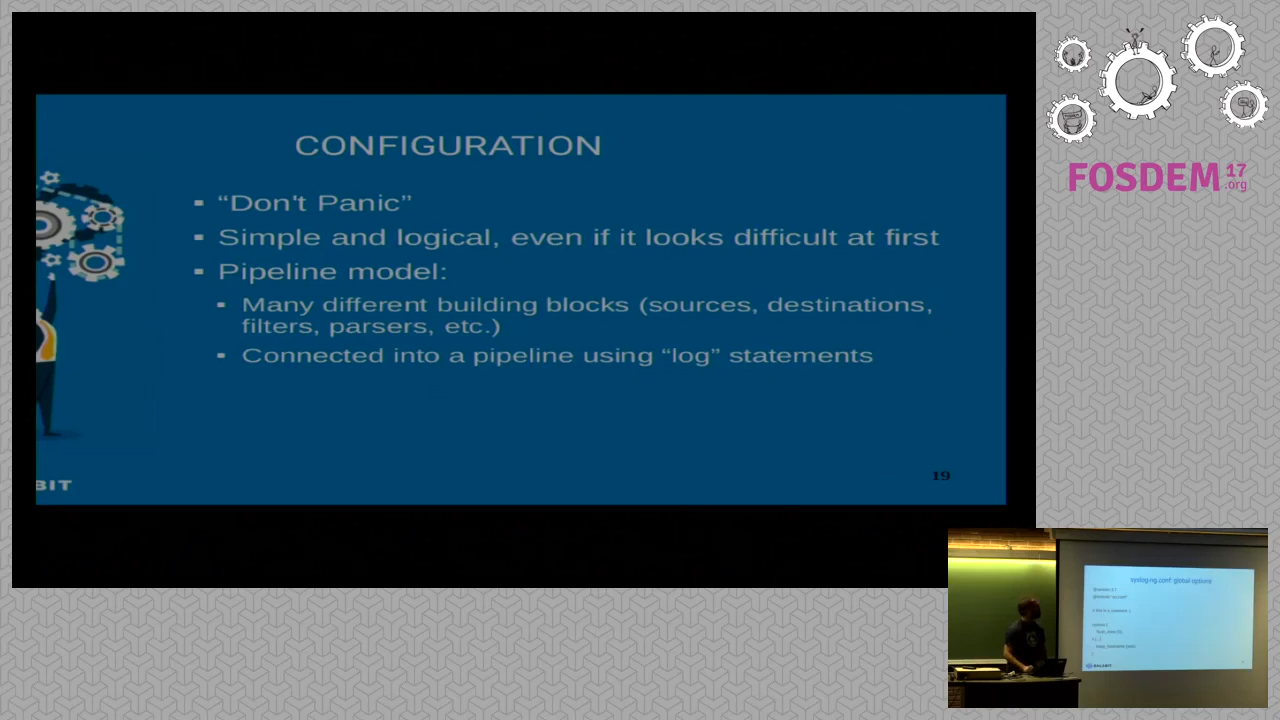 CONFIGURATION
▪ “Don't Panic”
▪ Simple and logical, even if it looks difficult at first
▪ Pipeline model:
▪ Many different building blocks (sources, destinations,
filters, parsers, etc.)
▪ Connected into a pipeline using “log” statements
19
BIT
FOSDEM 17
.org
syslog-ng.conf: global options
BALABIT